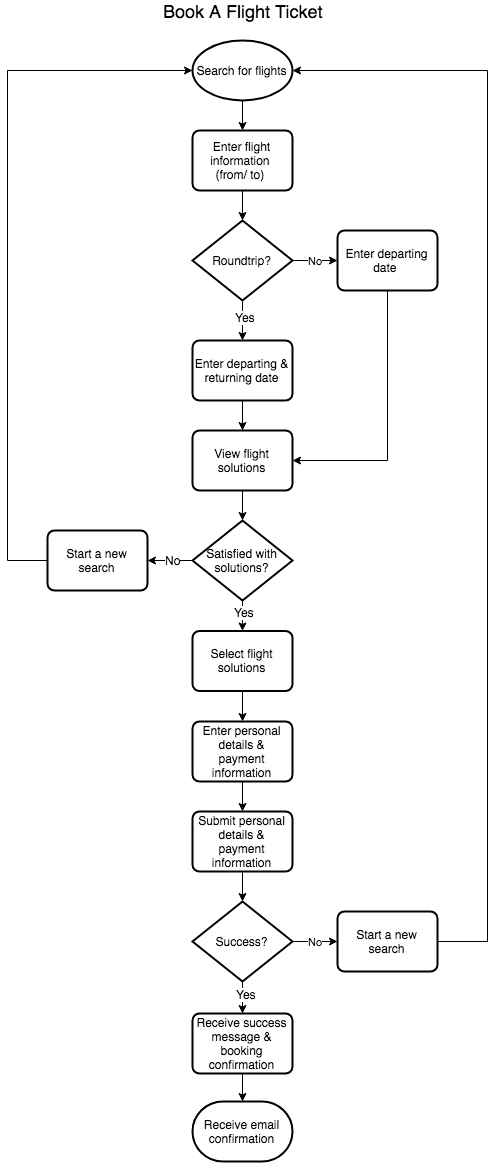 Book A Flight Ticket
Search for flights
Enter flight
information
(from/ to)
Roundtrip?
No
Enter departing
date
Yes
Enter departing &
returning date
View flight
solutions
Satisfied with
solutions?
No
Start a new
search
Yes
Select flight
solutions
Enter personal
details &
payment
information
Submit personal
details &
payment
information
Success?
No
Start a new
search
Yes
Receive success
message &
booking
confirmation
Receive email
confirmation